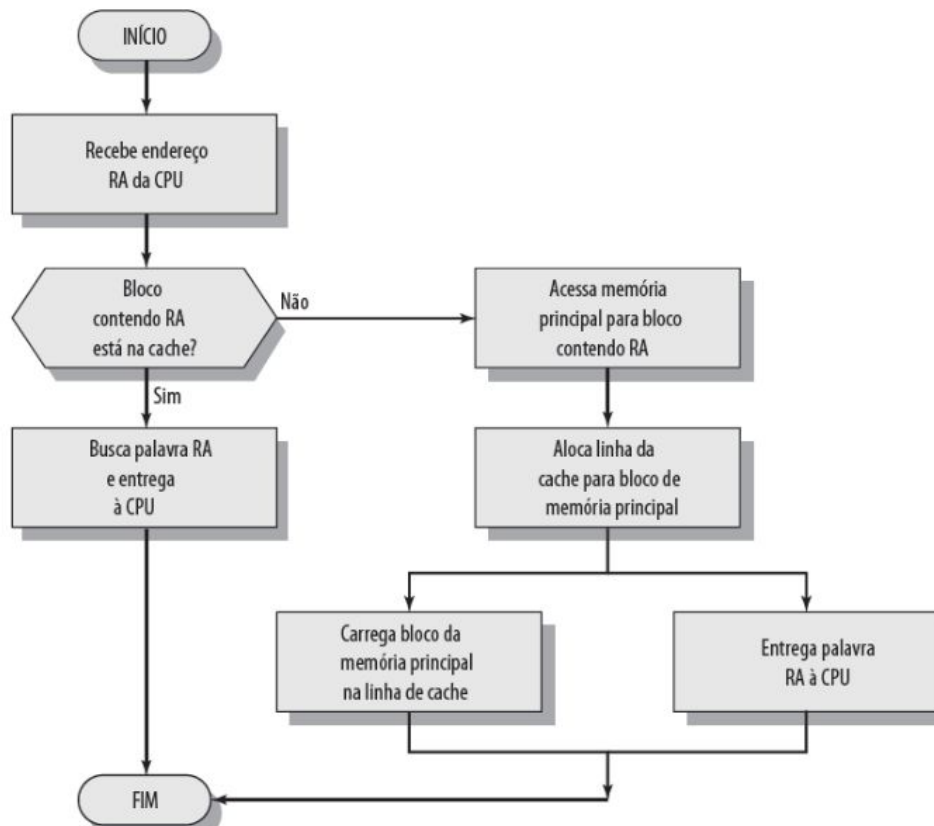 INÍCIO
Recebe endereço
RA da CPU
Bloco
contendo RA
está na cache?
Não
Acessa memória
principal para bloco
contendo RA
Sim
Busca palavra RA
e entrega
à CPU
Aloca linha da
cache para bloco de
memória principal
Carrega bloco da
memória principal
na linha de cache
Entrega palavra
RA à CPU
FIM